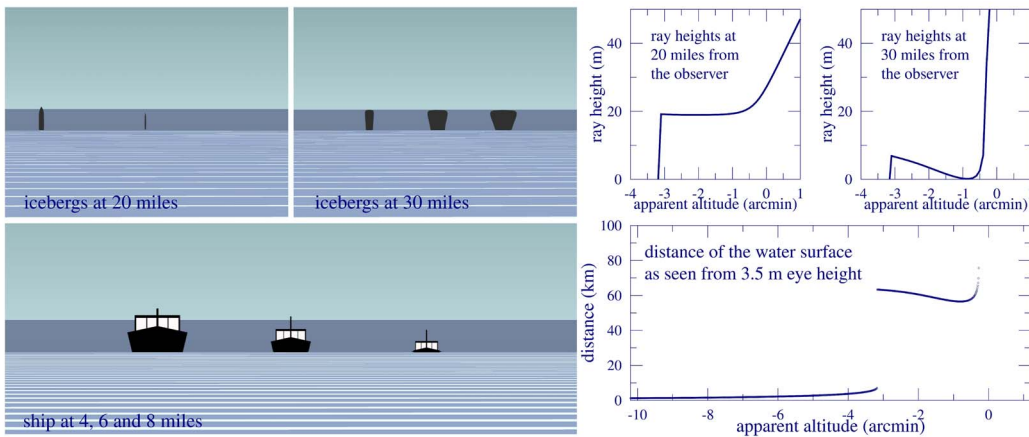 icebergs at 20 miles
icebergs at 30 miles
ship at 4, 6 and 8 miles
ray heights at
20 miles from
the observer
ray height (m)
40
20
0
-4 -3 -2 -1 0 1
apparent altitude (arcmin)
ray heights at
30 miles from
the observer
ray height (m)
40
20
0
-4 -3 -2 -1 0 1
apparent altitude (arcmin)
distance of the water surface
as seen from 3.5 m eye height
distance (km)
100
80
60
40
20
0
-10 -8 -6 -4 -2 0
apparent altitude (arcmin)